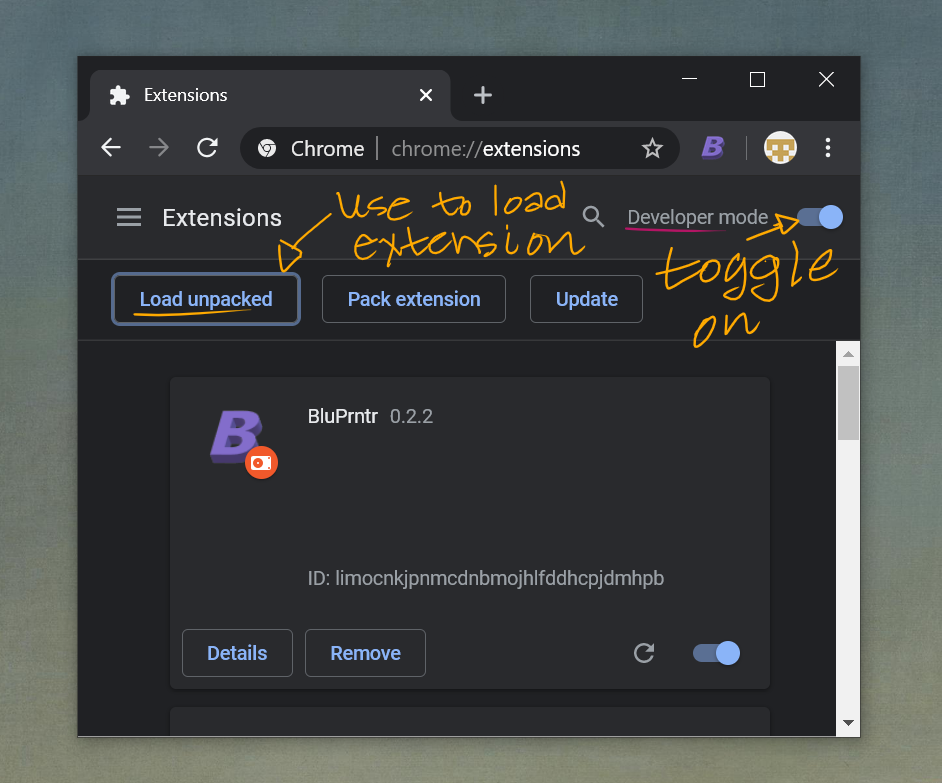 Extensions
Chrome | chrome://extensions B
Extensions
use to load
extension
Developer mode
toggle
on
Load unpacked
Pack extension
Update
B
BluPrntr 0.2.2
ID: limocnkjpnmcdnbmojhlfddhcpjdmhpb
Details
Remove